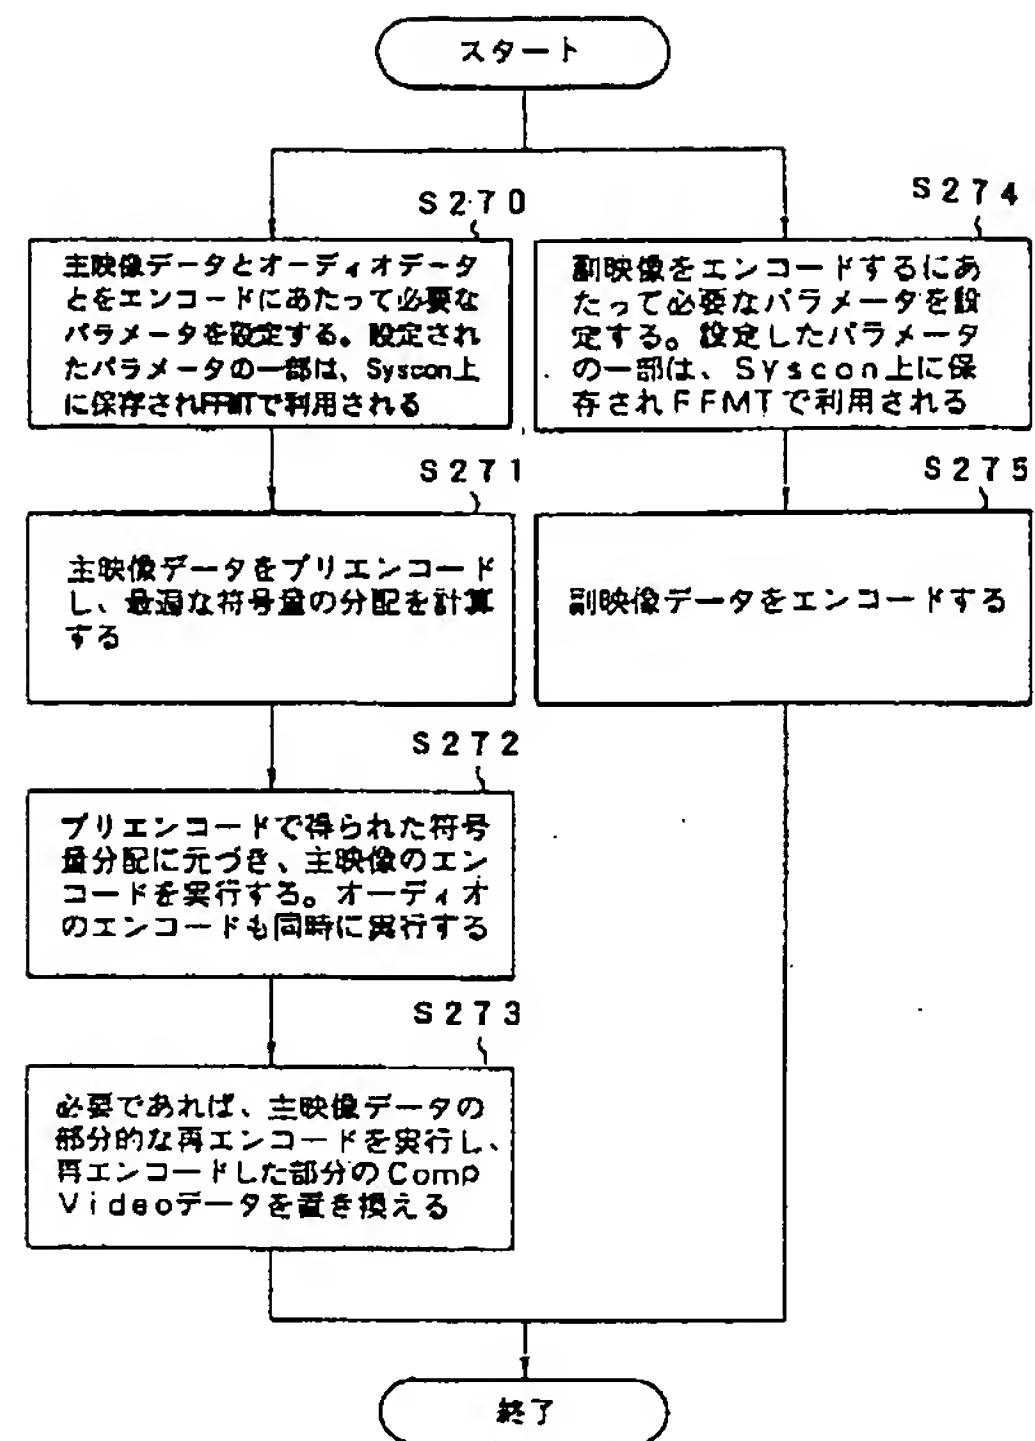 スタート
S270
主映像データとオーディオデータ
とをエンコードにあたって必要な
パラメータを設定する。設定され
たパラメータの一部は、Syscon上
に保存されFFMTで利用される
S274
副映像をエンコードするにあ
たって必要なパラメータを設
定する。設定したパラメータ
の一部は、Syscon上に保
存されFFMTで利用される
S271
主映像データをプリエンコード
し、最適な符号量の分配を計算
する
S275
副映像データをエンコードする
S272
プリエンコードで得られた符号
量分配に元づき、主映像のエン
コードを実行する。オーディオ
のエンコードも同時に実行する
S273
必要であれば、主映像データの
部分的な再エンコードを実行し、
再エンコードした部分のComp
Videoデータを置き換える
終了